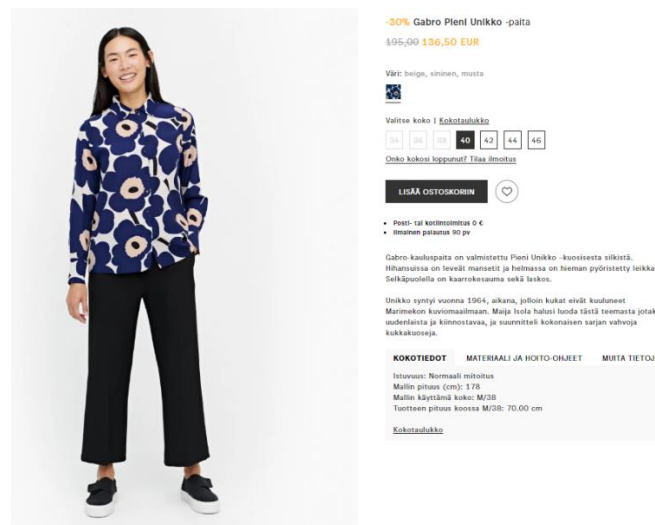 -30% Gabro Pieni Unikko -paita
195,00 136,50 EUR
Väri: beige, sininen, musta
Valitse koko | Kokotaulukko
34 36 38 40 42 44 46
Onko kokosi loppunut? Tilaa ilmoitus
LISÄÄ OSTOSKORIIN
Posti- tai kotiintoimitus 0 €
Ilmainen palautus 90 pv
Gabro-kauluspaita on valmistettu Pieni Unikko -kuosisesta silkistä.
Hihansuissa on leveät mansetit ja helmassa on hieman pyöristetty leikka
Selkäpuolella on kaarrokesauma sekä laskos.
Unikko syntyi vuonna 1964, aikana, jolloin kukat eivät kuuluneet
Marimekon kuviomaailmaan. Maija Isola halusi luoda tästä teemasta jotak
uudenlaista ja kiinnostavaa, ja suunnitteli kokonaisen sarjan vahvoja
kukkakuoseja.
KOKOTIEDOT MATERIAALI JA HOITO-OHJEET MUITA TIETOJ
Istuvuus: Normaali mitoitus
Mallin pituus (cm): 178
Mallin käyttämä koko: M/38
Tuotteen pituus koossa M/38: 70.00 cm
Kokotaulukko